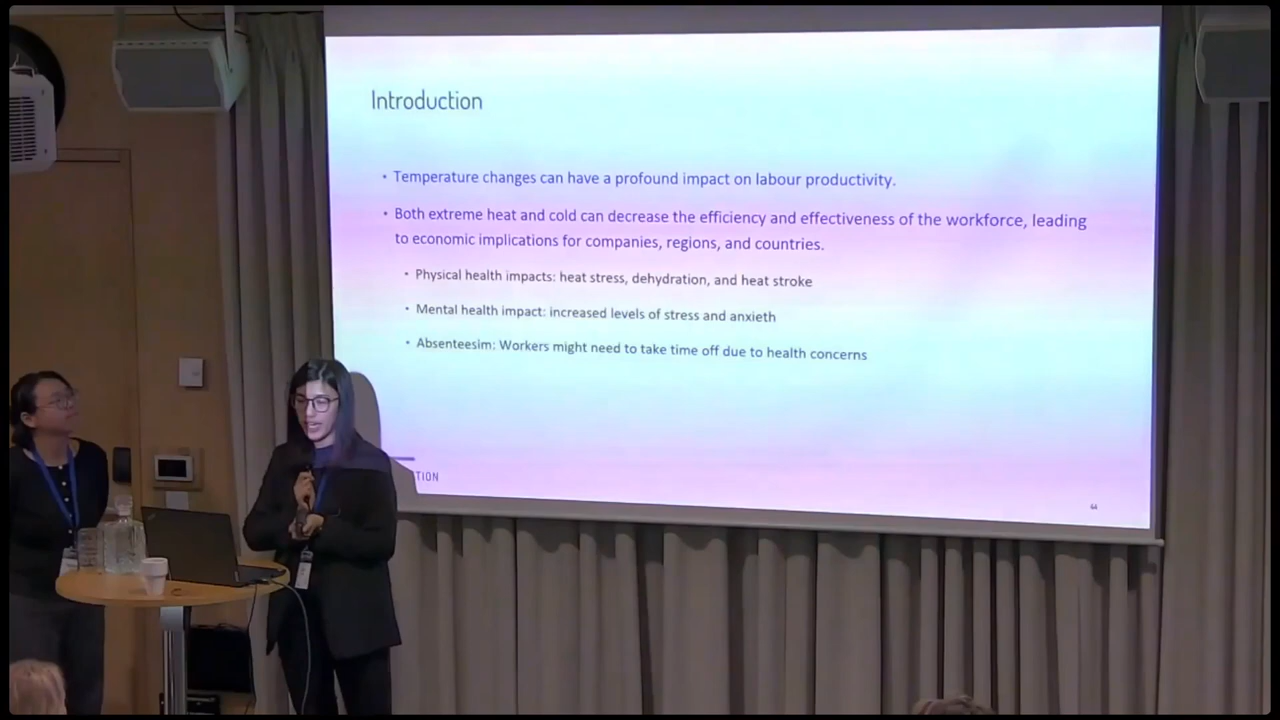 Introduction
• Temperature changes can have a profound impact on labour productivity.
• Both extreme heat and cold can decrease the efficiency and effectiveness of the workforce, leading
to economic implications for companies, regions, and countries.
• Physical health impacts: heat stress, dehydration, and heat stroke
• Mental health impact: increased levels of stress and anxieth
• Absenteesim: Workers might need to take time off due to health concerns
TION
44